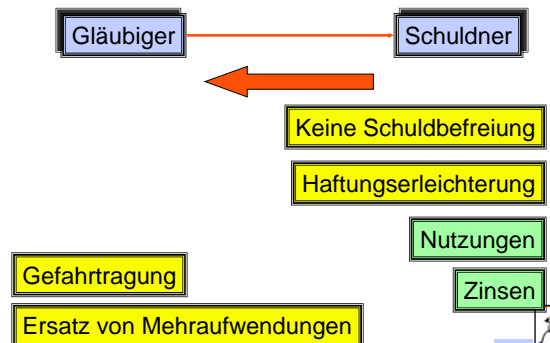 Gläubiger
Schuldner
Keine Schuldbefreiung
Haftungserleichterung
Nutzungen
Gefahrtragung
Zinsen
Ersatz von Mehraufwendungen